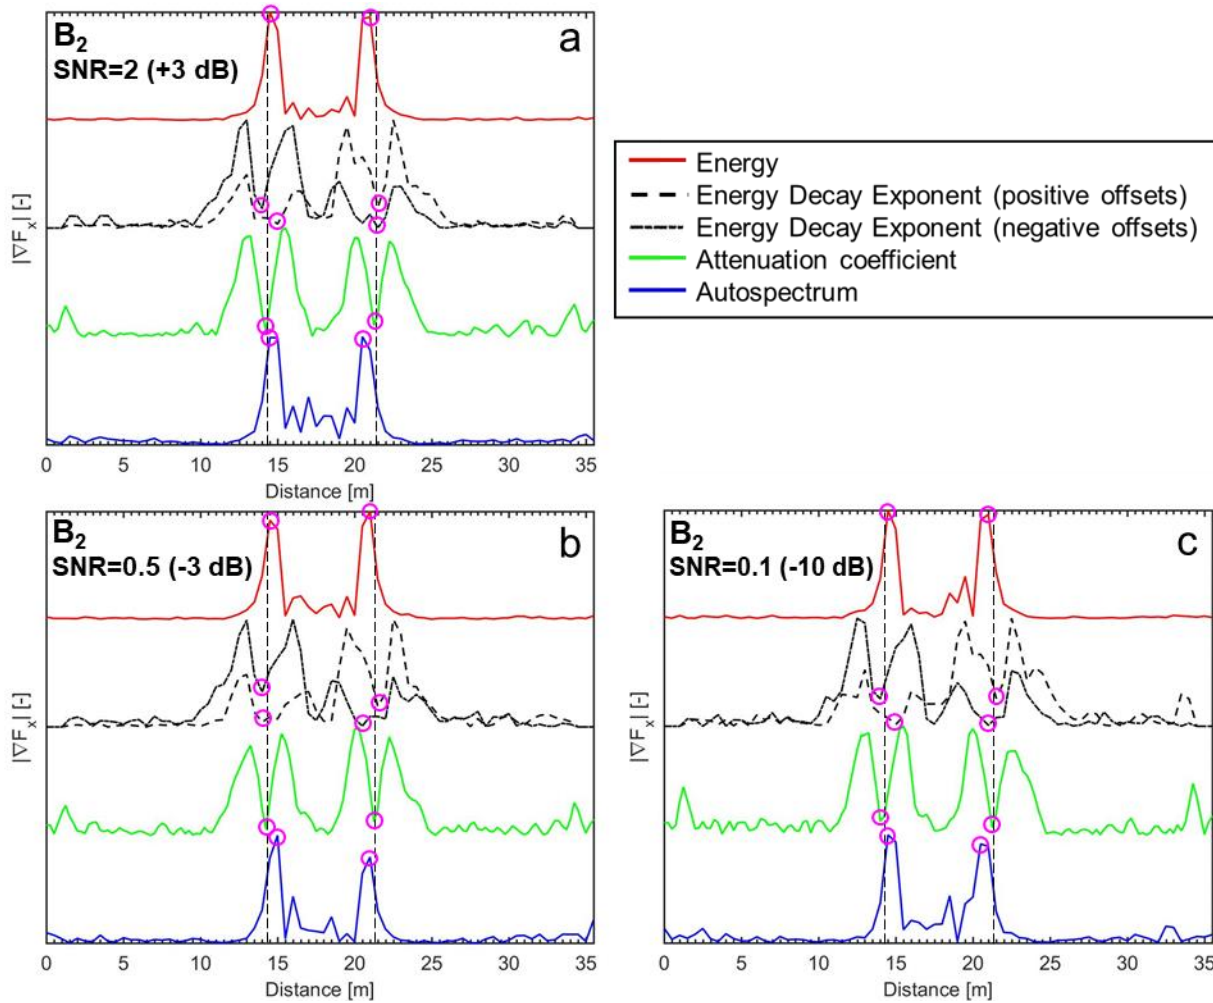 B₂
SNR=2 (+3 dB)
a
|∇Fₓ| [-]
0 5 10 15 20 25 30 35
Distance [m]
Energy
Energy Decay Exponent (positive offsets)
Energy Decay Exponent (negative offsets)
Attenuation coefficient
Autospectrum
B₂
SNR=0.5 (-3 dB)
b
|∇Fₓ| [-]
0 5 10 15 20 25 30 35
Distance [m]
B₂
SNR=0.1 (-10 dB)
c
|∇Fₓ| [-]
0 5 10 15 20 25 30 35
Distance [m]